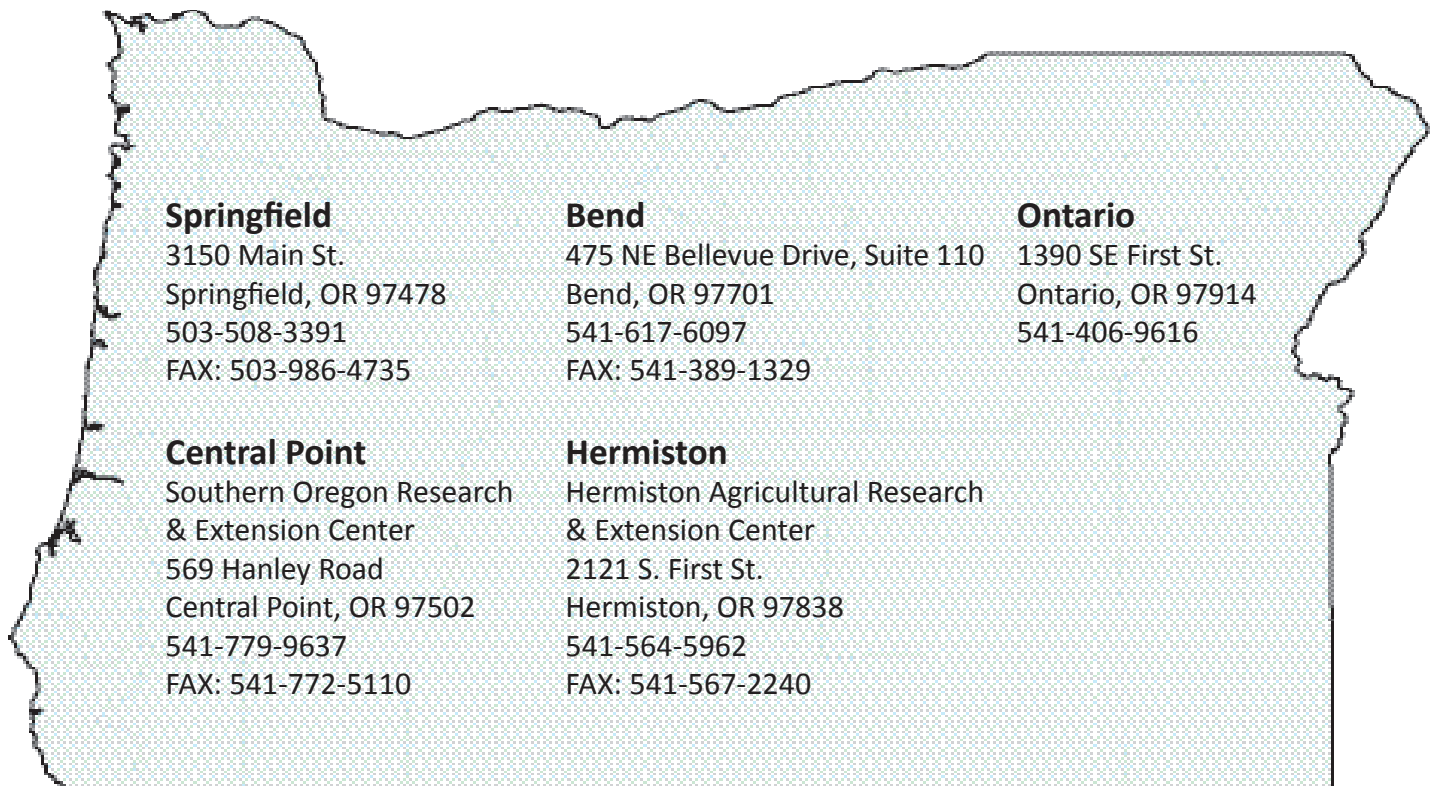 Springfield
3150 Main St.
Springfield, OR 97478
503-508-3391
FAX: 503-986-4735
Bend
475 NE Bellevue Drive, Suite 110
Bend, OR 97701
541-617-6097
FAX: 541-389-1329
Ontario
1390 SE First St.
Ontario, OR 97914
541-406-9616
Central Point
Southern Oregon Research
& Extension Center
569 Hanley Road
Central Point, OR 97502
541-779-9637
FAX: 541-772-5110
Hermiston
Hermiston Agricultural Research
& Extension Center
2121 S. First St.
Hermiston, OR 97838
541-564-5962
FAX: 541-567-2240